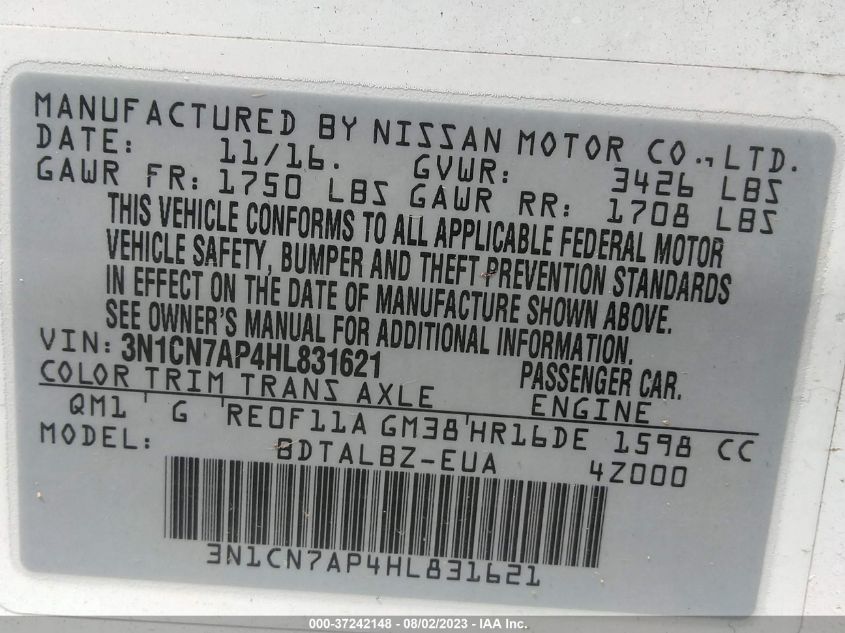 MANUFACTURED BY NISSAN MOTOR CO., LTD.
DATE: 11/16. GVWR: 3426 LBS
GAWR FR: 1750 LBS GAWR RR: 1708 LBS
THIS VEHICLE CONFORMS TO ALL APPLICABLE FEDERAL MOTOR
VEHICLE SAFETY, BUMPER AND THEFT PREVENTION STANDARDS
IN EFFECT ON THE DATE OF MANUFACTURE SHOWN ABOVE.
SEE OWNER'S MANUAL FOR ADDITIONAL INFORMATION.
VIN: 3N1CN7AP4HL831621 PASSENGER CAR.
COLOR TRIM TRANS AXLE ENGINE
QM1 G RE0F11A GM38 HR16DE 1598 CC
MODEL: BDTALBZ-EUA 4Z000
3N1CN7AP4HL831621
000-37242148 - 08/02/2023 - IAA Inc.